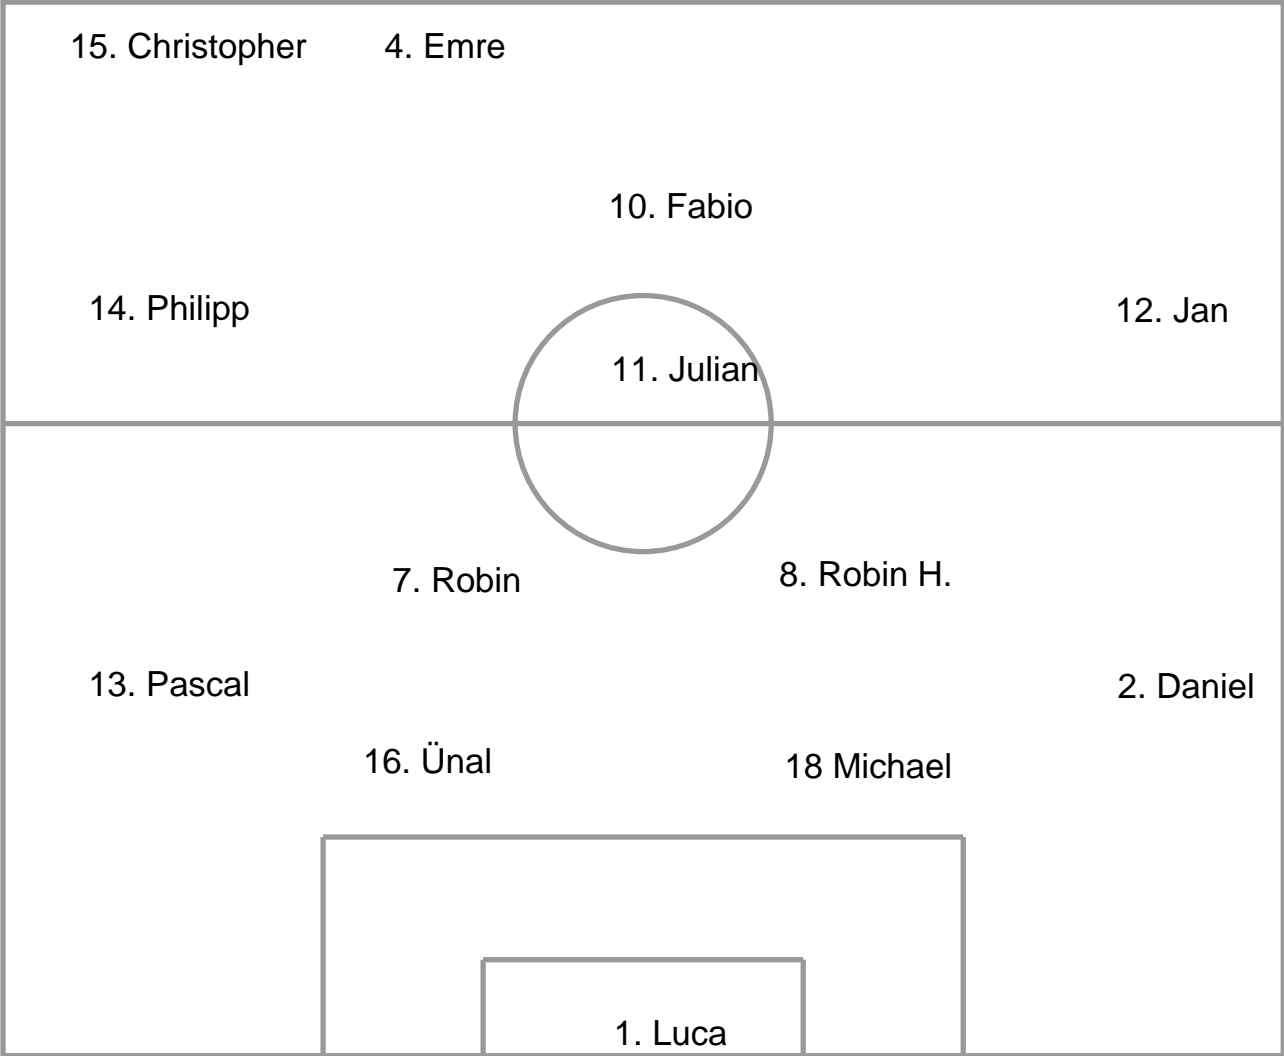 15. Christopher
4. Emre
10. Fabio
14. Philipp
12. Jan
11. Julian
7. Robin
8. Robin H.
13. Pascal
2. Daniel
16. Ünal
18 Michael
1. Luca